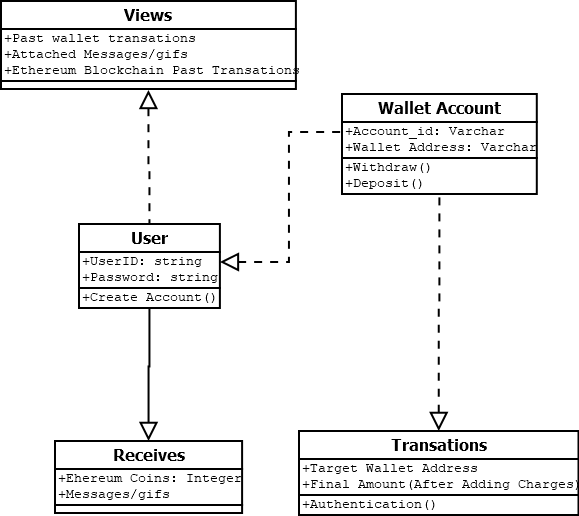 Views
+Past wallet transations
+Attached Messages/gifs
+Ethereum Blockchain Past Transations
Wallet Account
+Account_id: Varchar
+Wallet Address: Varchar
+Withdraw()
+Deposit()
User
+UserID: string
+Password: string
+Create Account()
Receives
+Ehereum Coins: Integer
+Messages/gifs
Transations
+Target Wallet Address
+Final Amount(After Adding Charges)
+Authentication()